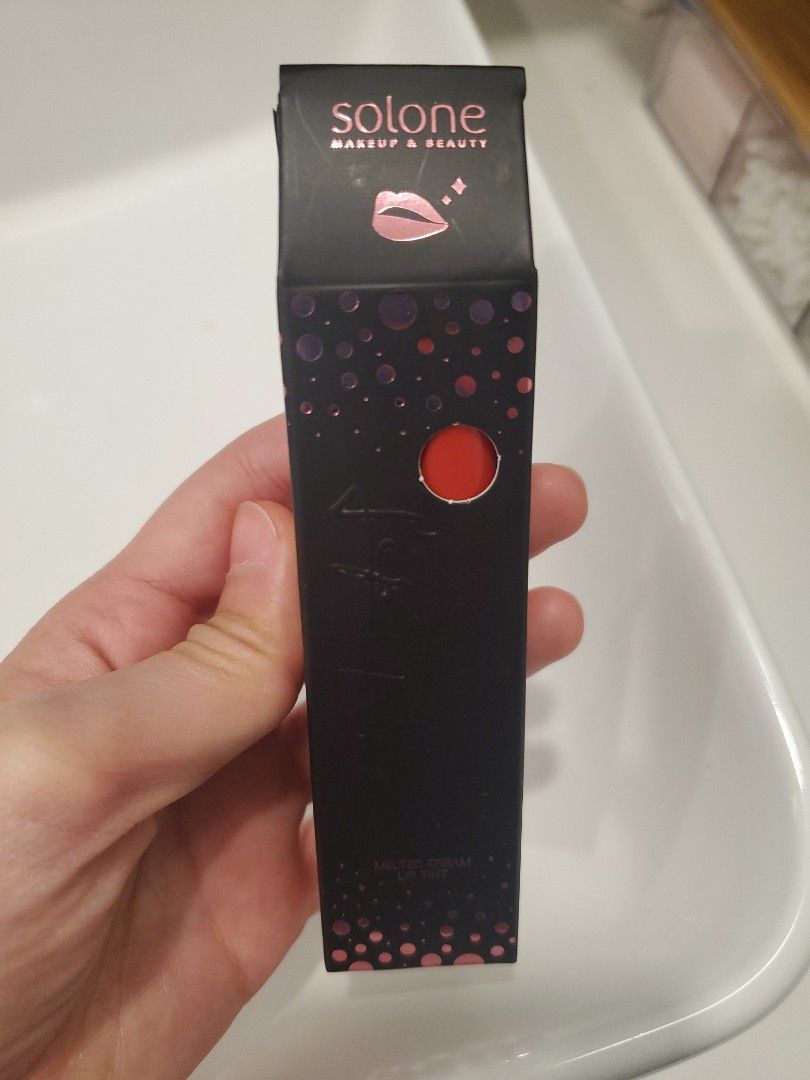 solone
MAKEUP & BEAUTY
MELTED CREAM
LIP TINT